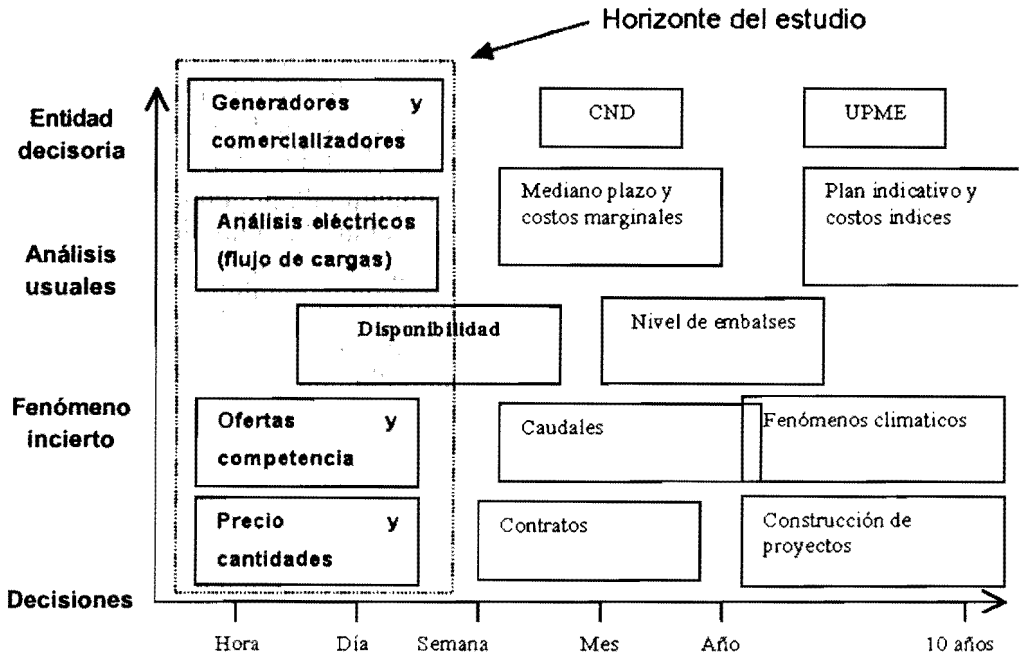 Horizonte del estudio
Entidad
decisoria
Generadores y
comercializadores
CND
UPME
Análisis
usuales
Análisis eléctricos
(flujo de cargas)
Mediano plazo y
costos marginales
Plan indicativo y
costos indices
Disponibilidad
Nivel de embalses
Fenómeno
incierto
Ofertas y
competencia
Caudales
Fenómenos climaticos
Precio y
cantidades
Contratos
Construcción de
proyectos
Decisiones
Hora Día Semana Mes Año 10 años